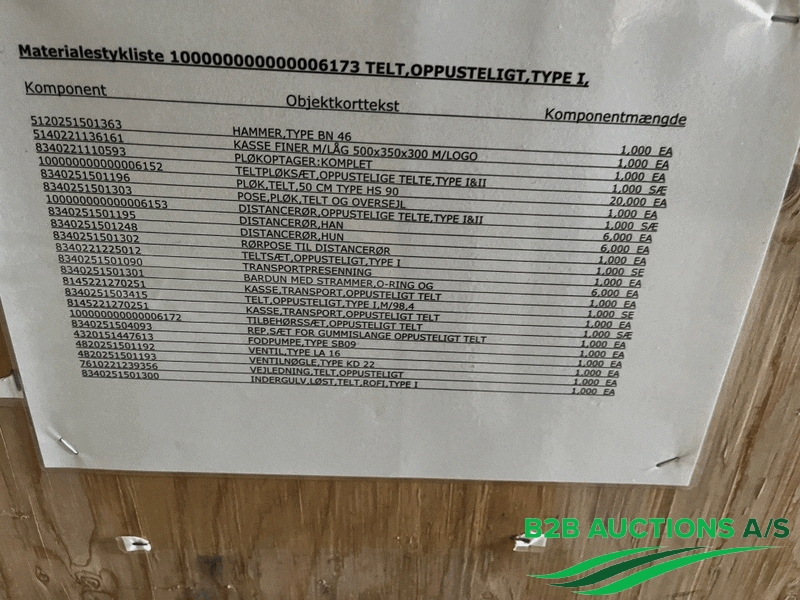 Materialestykliste 100000000000006173 TELT,OPPUSTELIGT,TYPE I,
Komponent Objektkorttekst Komponentmængde
5120251501363 HAMMER,TYPE BN 46 1,000 EA
5140221136161 KASSE FINER M/LÅG 500x350x300 M/LOGO 1,000 EA
8340221110593 PLØKOPTAGER:KOMPLET 1,000 EA
100000000000006152 TELTPLØKSÆT,OPPUSTELIGE TELTE,TYPE I&II 1,000 SÆ
8340251501196 PLØK,TELT,50 CM TYPE HS 90 20,000 EA
8340251501303 POSE,PLØK,TELT OG OVERSEJL 1,000 EA
100000000000006153 DISTANCERØR,OPPUSTELIGE TELTE,TYPE I&II 1,000 SÆ
8340251501195 DISTANCERØR,HAN 6,000 EA
8340251501248 DISTANCERØR,HUN 6,000 EA
8340251501302 RØRPOSE TIL DISTANCERØR 1,000 EA
8340221225012 TELTSÆT,OPPUSTELIGT,TYPE I 1,000 SE
8340251501090 TRANSPORTPRESENNING 1,000 EA
8340251501301 BARDUN MED STRAMMER,O-RING OG 6,000 EA
8145221270251 KASSE,TRANSPORT,OPPUSTELIGT TELT 1,000 EA
8340251503415 TELT,OPPUSTELIGT,TYPE I,M/98,4 1,000 SE
8145221270251 KASSE,TRANSPORT,OPPUSTELIGT TELT 1,000 EA
100000000000006172 TILBEHØRSSÆT,OPPUSTELIGT TELT 1,000 SÆ
8340251504093 REP.SÆT FOR GUMMISLANGE OPPUSTELIGT TELT 1,000 EA
4320151447613 FODPUMPE,TYPE SB09 1,000 EA
4820251501192 VENTIL,TYPE LA 16 1,000 EA
4820251501193 VENTILNØGLE,TYPE KD 22 1,000 EA
7610221239356 VEJLEDNING,TELT,OPPUSTELIGT 1,000 EA
8340251501300 INDERGULV,LØST,TELT,ROFI,TYPE I 1,000 EA
B2B AUCTIONS A/S